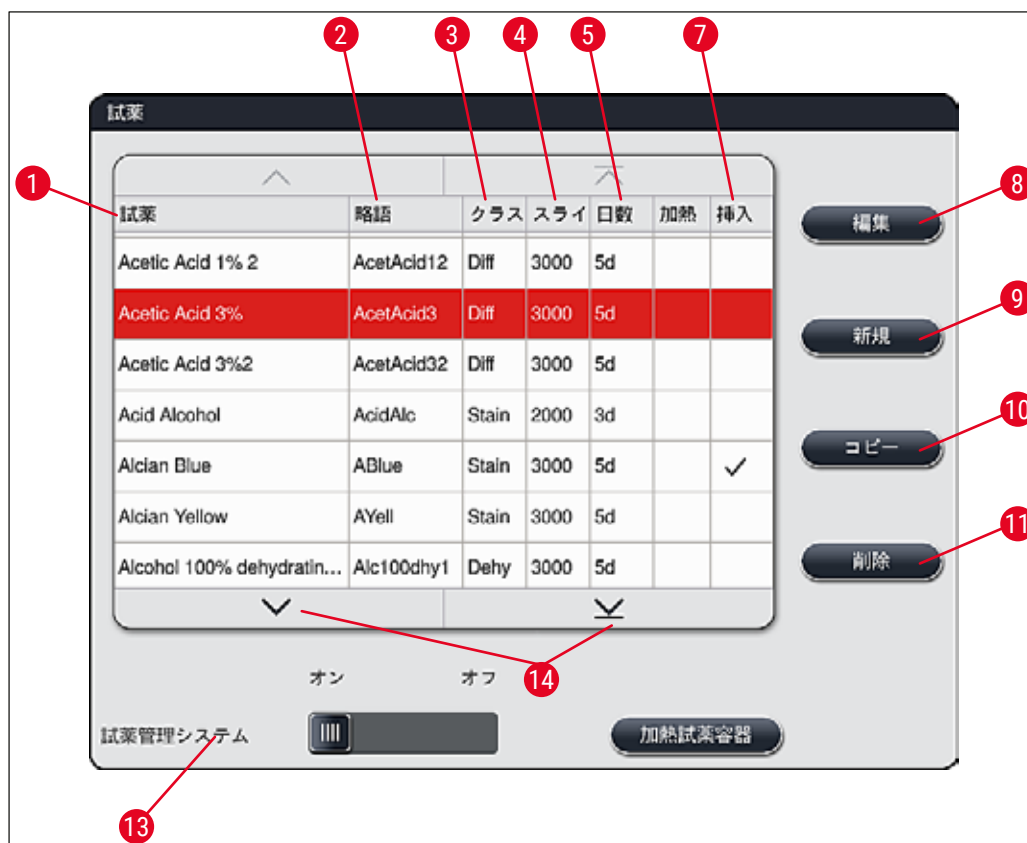 2 3 4 5 7
試薬
1
8
試薬 略語 クラス スライ 日数 加熱 挿入
編集
Acetic Acid 1% 2 AcetAcid12 Diff 3000 5d
9
Acetic Acid 3% AcetAcid3 Diff 3000 5d
新規
Acetic Acid 3%2 AcetAcid32 Diff 3000 5d
10
Acid Alcohol AcidAlc Stain 2000 3d
コピー
Alcian Blue ABlue Stain 3000 5d ✓
11
Alcian Yellow AYell Stain 3000 5d
削除
Alcohol 100% dehydratin... Alc100dhy1 Dehy 3000 5d
オン オフ
14
試薬管理システム 加熱試薬容器
13